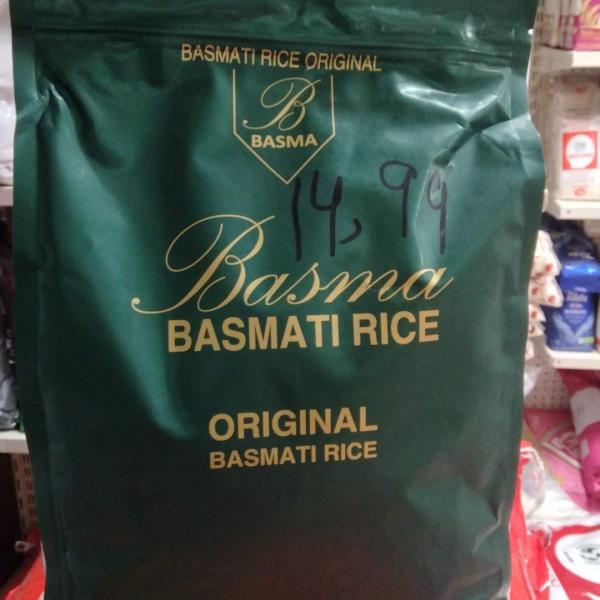 BASMATI RICE ORIGINAL
B
BASMA
14,99
Basma
BASMATI RICE
ORIGINAL
BASMATI RICE